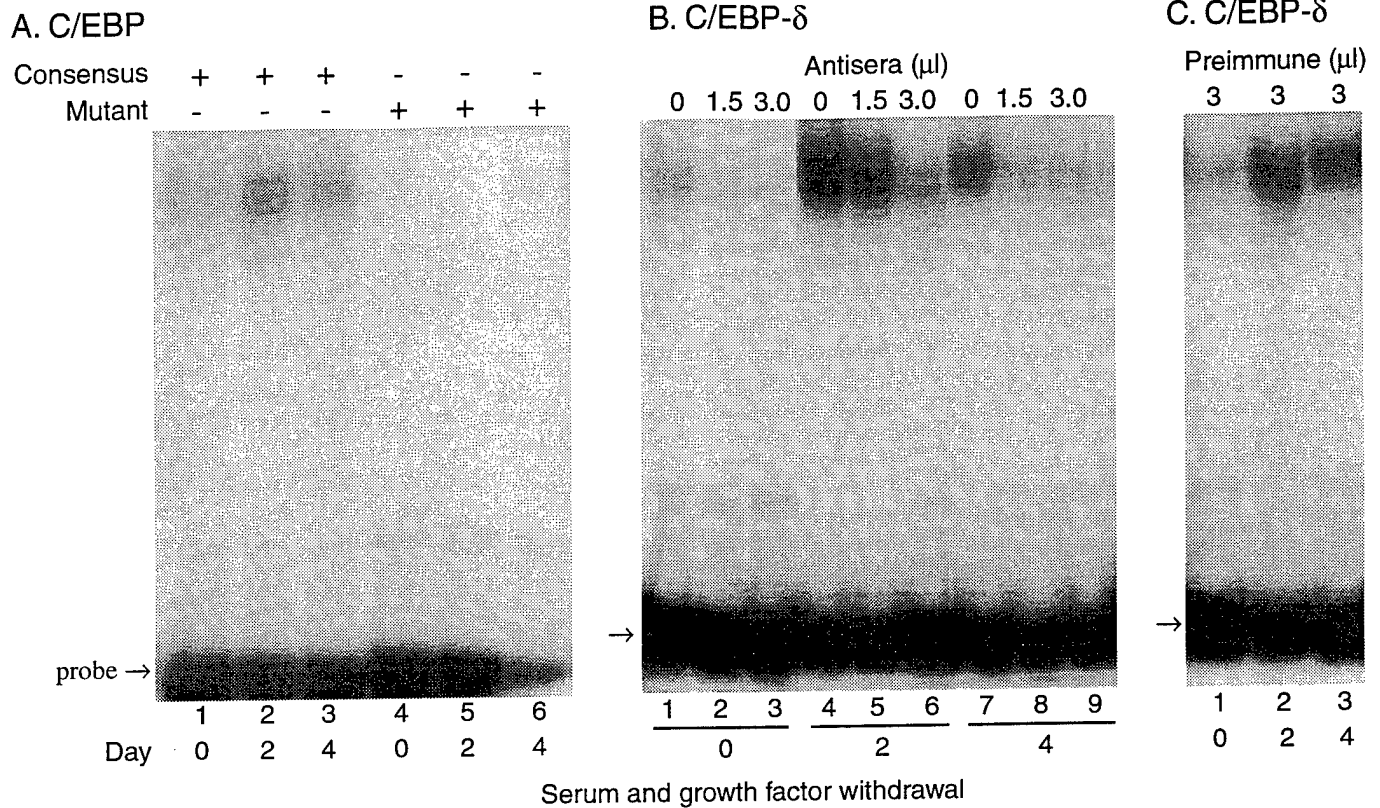 A. C/EBP
Consensus + + + - - -
Mutant - - - + + +
probe →
1 2 3 4 5 6
Day 0 2 4 0 2 4
B. C/EBP-δ
Antisera (μl)
0 1.5 3.0 0 1.5 3.0 0 1.5 3.0
→
1 2 3 4 5 6 7 8 9
0 2 4
C. C/EBP-δ
Preimmune (μl)
3 3 3
→
1 2 3
0 2 4
Serum and growth factor withdrawal